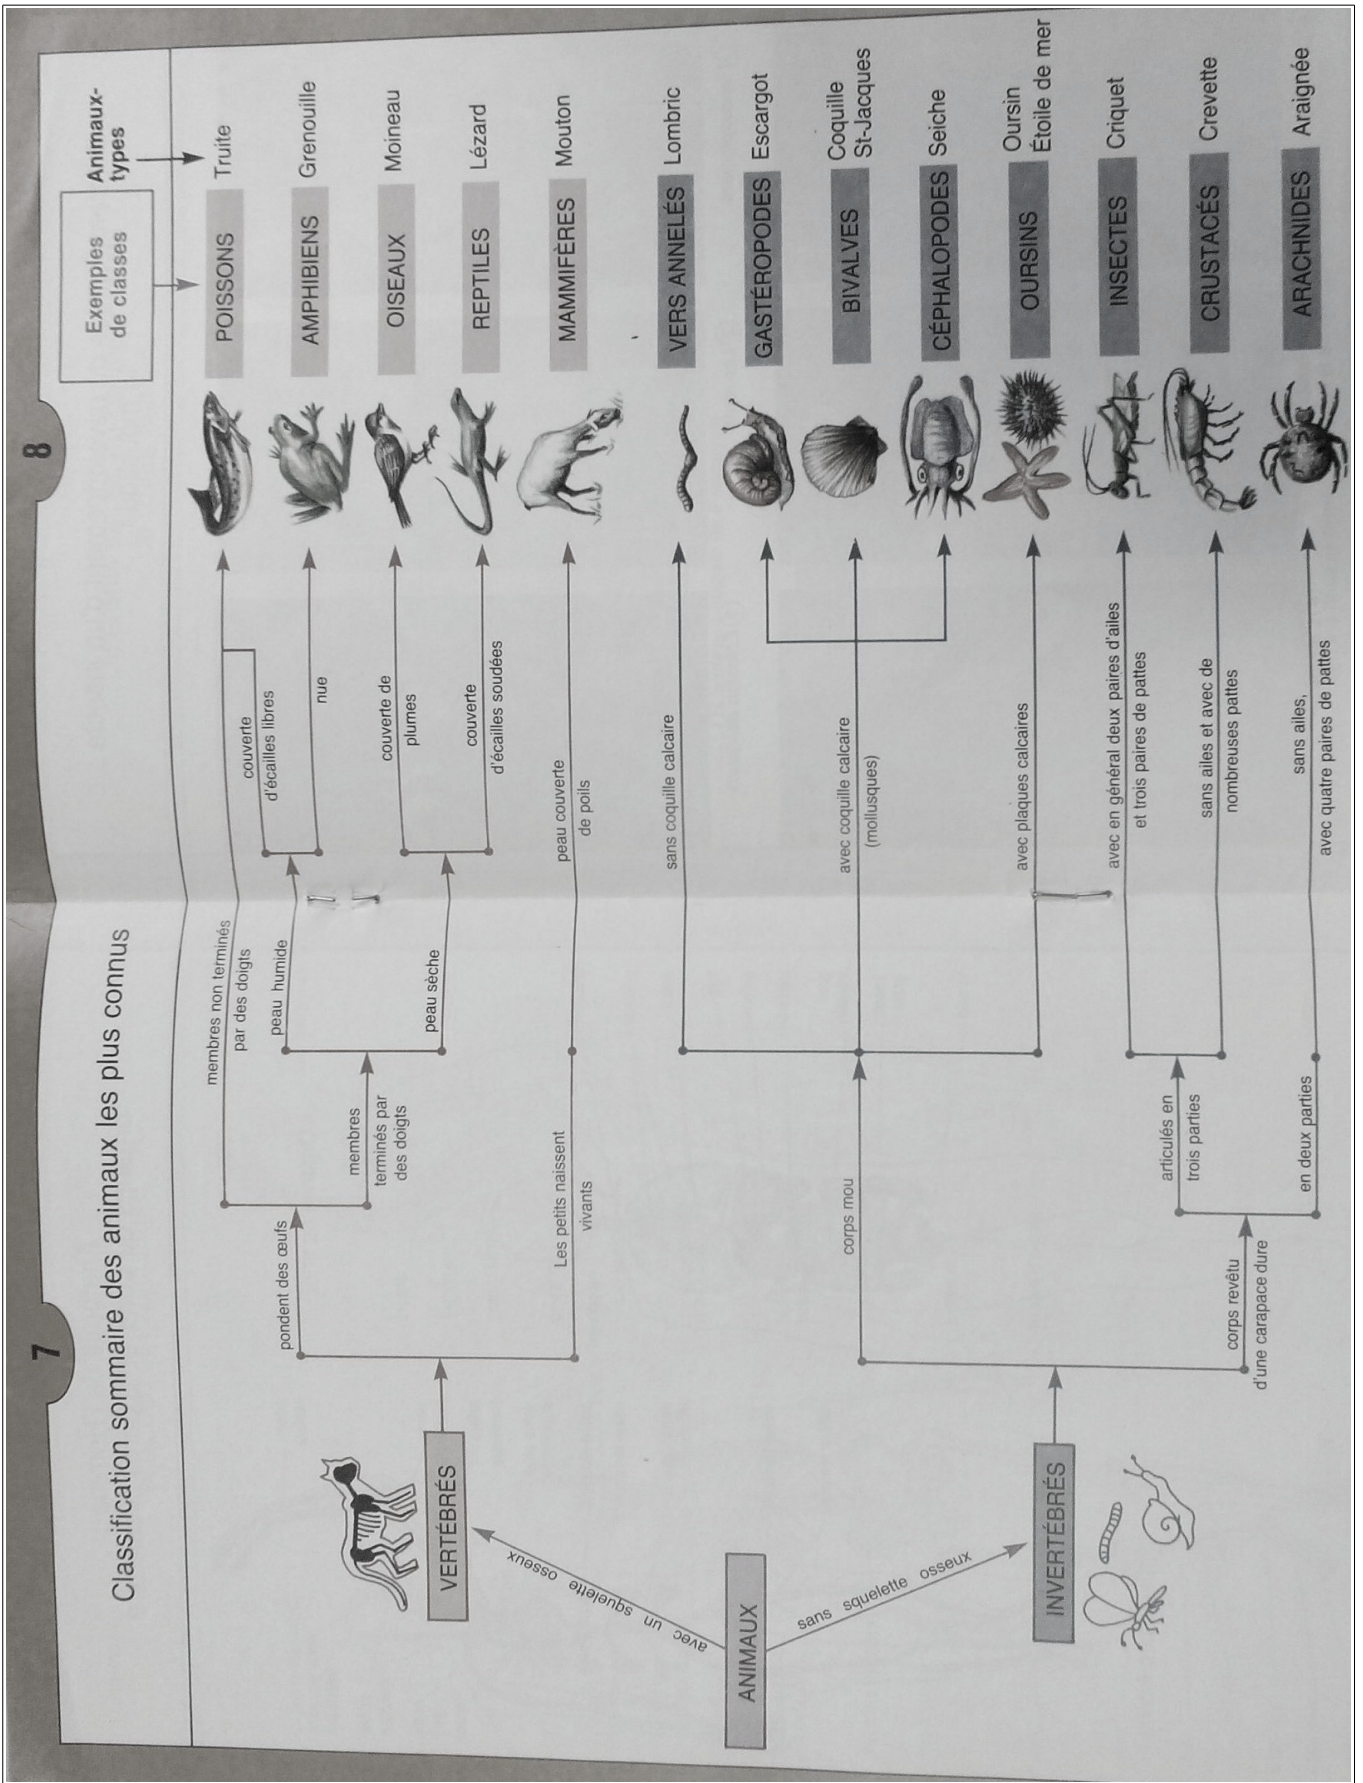 7
8
Classification sommaire des animaux les plus connus
Exemples
de classes
Animaux-
types
ANIMAUX
avec un squelette osseux
sans squelette osseux
VERTÉBRÉS
pondent des œufs
membres non terminés
par des doigts
membres
terminés par
des doigts
peau humide
couverte
d'écailles libres
nue
peau sèche
couverte de
plumes
couverte
d'écailles soudées
Les petits naissent
vivants
peau couverte
de poils
POISSONS Truite
AMPHIBIENS Grenouille
OISEAUX Moineau
REPTILES Lézard
MAMMIFÈRES Mouton
INVERTÉBRÉS
corps mou
sans coquille calcaire
avec coquille calcaire
(mollusques)
avec plaques calcaires
corps revêtu
d'une carapace dure
articulés en
trois parties
avec en général deux paires d'ailes
et trois paires de pattes
sans ailes et avec de
nombreuses pattes
en deux parties
sans ailes,
avec quatre paires de pattes
VERS ANNELÉS Lombric
GASTÉROPODES Escargot
BIVALVES Coquille
St-Jacques
CÉPHALOPODES Seiche
OURSINS Oursin
Étoile de mer
INSECTES Criquet
CRUSTACÉS Crevette
ARACHNIDES Araignée